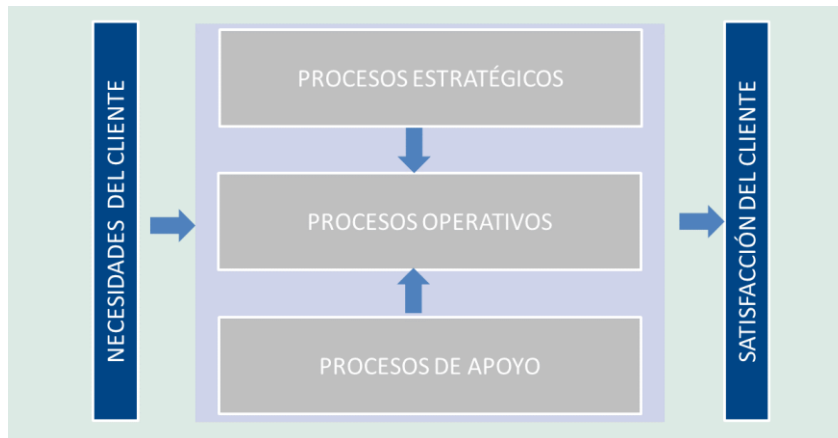 NECESIDADES DEL CLIENTE
PROCESOS ESTRATÉGICOS
PROCESOS OPERATIVOS
PROCESOS DE APOYO
SATISFACCIÓN DEL CLIENTE